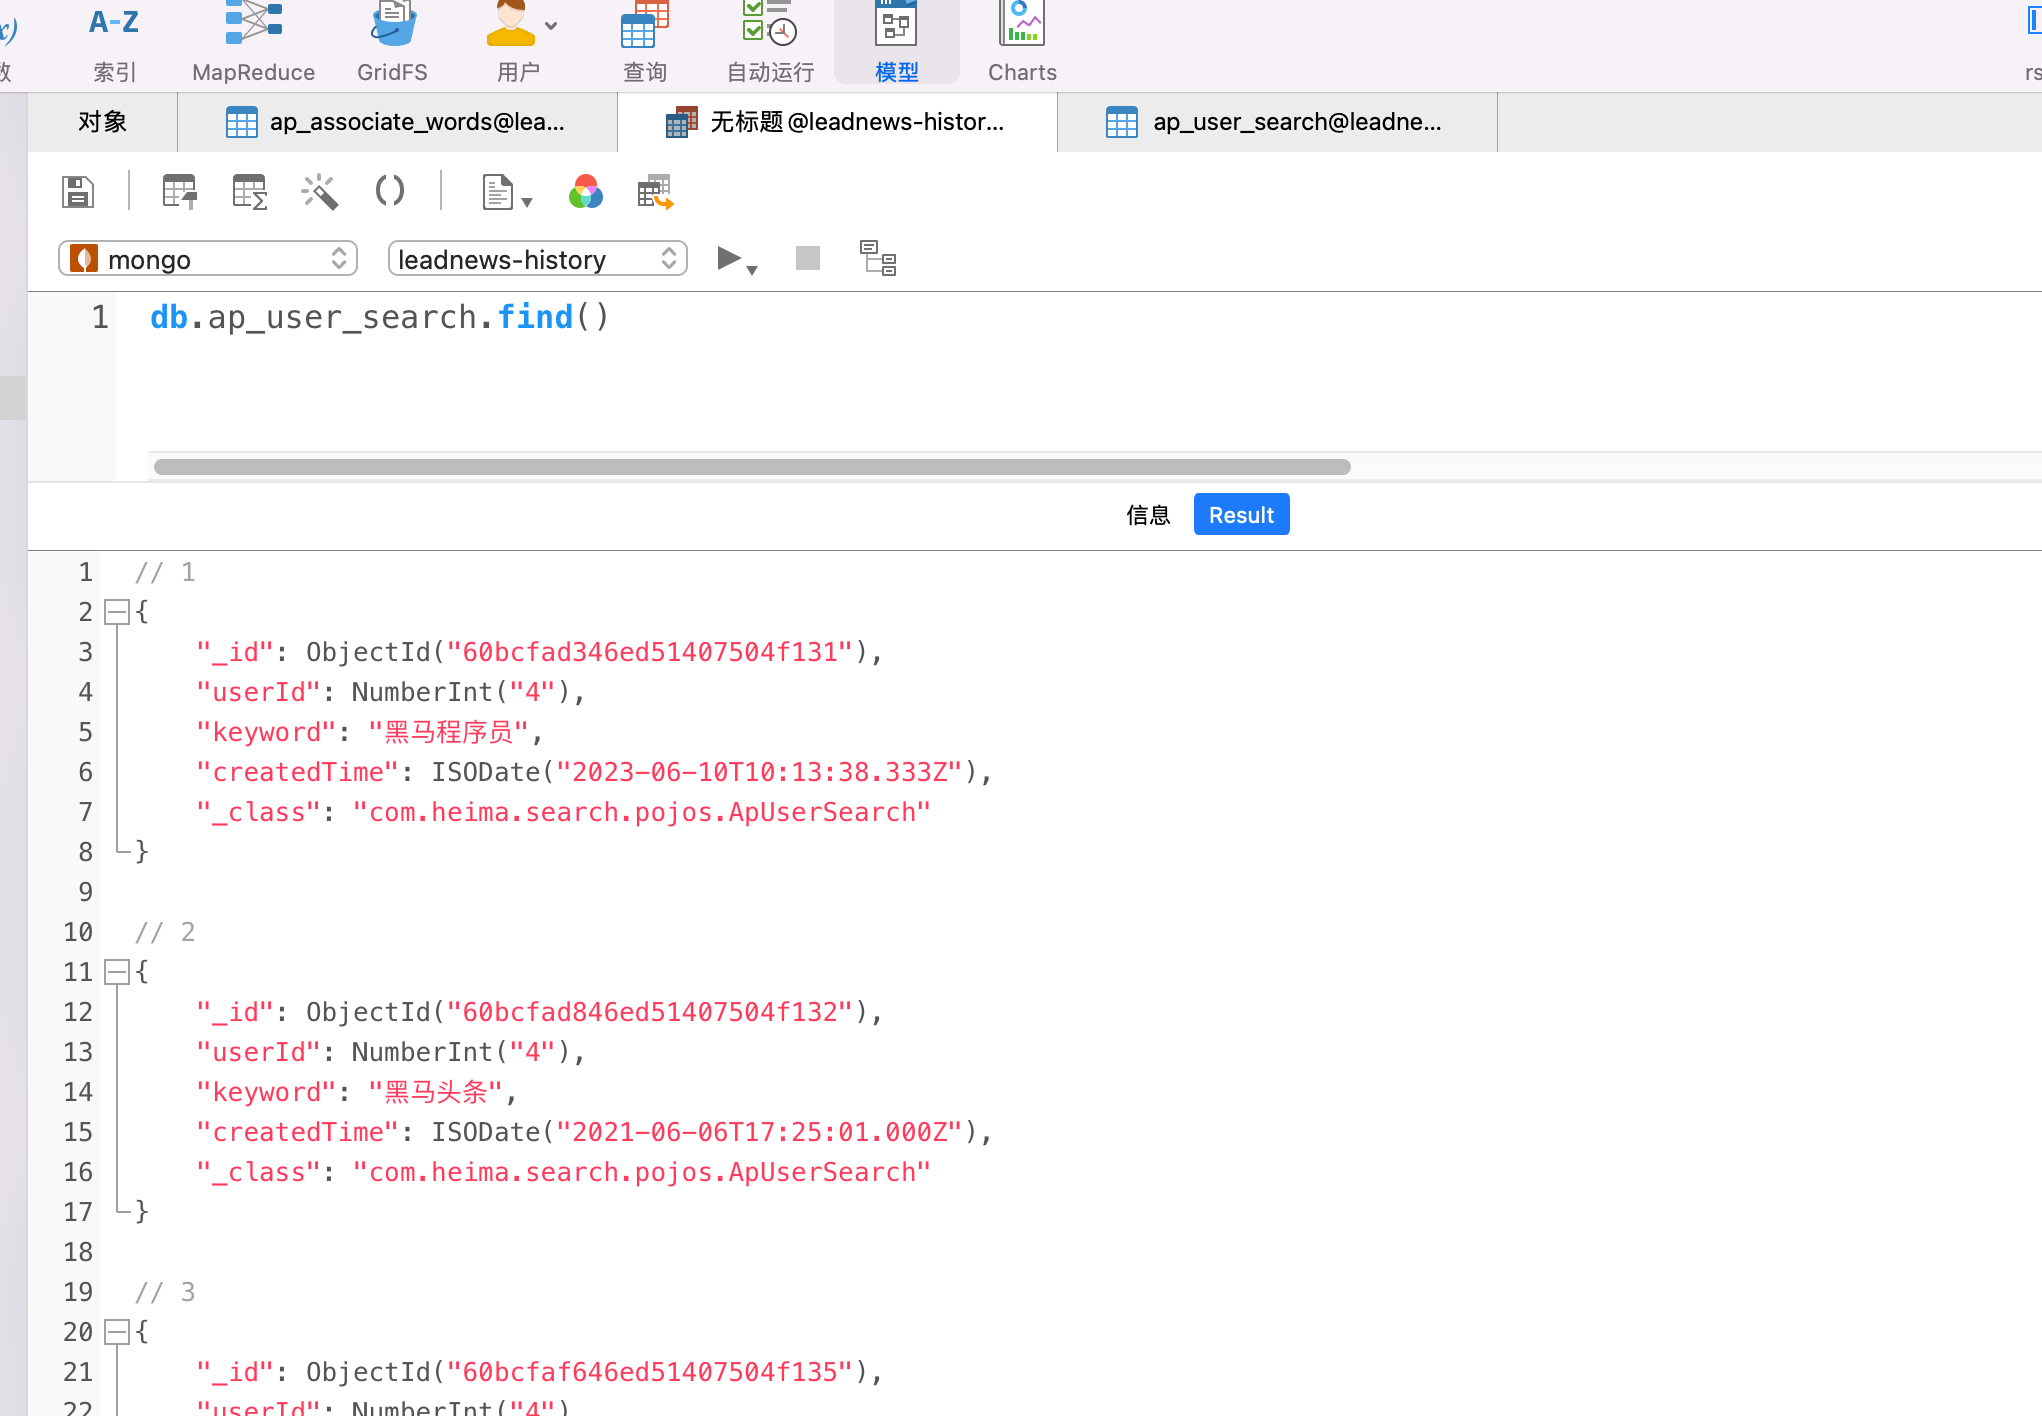 数
索引
MapReduce
GridFS
用户
查询
自动运行
模型
Charts
rs
对象
ap_associate_words@lea...
无标题@leadnews-histor...
ap_user_search@leadne...
mongo
leadnews-history
1 db.ap_user_search.find()
信息
Result
1 // 1
2 {
3 "_id": ObjectId("60bcfad346ed51407504f131"),
4 "userId": NumberInt("4"),
5 "keyword": "黑马程序员",
6 "createdTime": ISODate("2023-06-10T10:13:38.333Z"),
7 "_class": "com.heima.search.pojos.ApUserSearch"
8 }
9
10 // 2
11 {
12 "_id": ObjectId("60bcfad846ed51407504f132"),
13 "userId": NumberInt("4"),
14 "keyword": "黑马头条",
15 "createdTime": ISODate("2021-06-06T17:25:01.000Z"),
16 "_class": "com.heima.search.pojos.ApUserSearch"
17 }
18
19 // 3
20 {
21 "_id": ObjectId("60bcfaf646ed51407504f135"),
22 "userId": NumberInt("4")